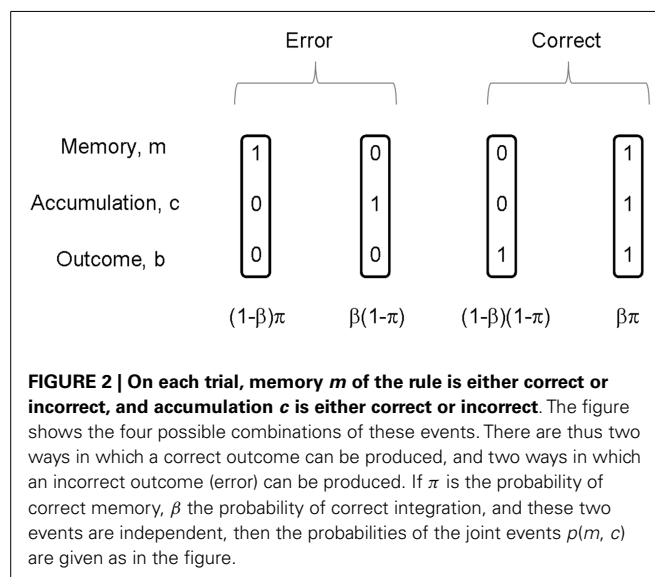 Error Correct
Memory, m 1 0 0 1
Accumulation, c 0 1 0 1
Outcome, b 0 0 1 1
(1-β)π β(1-π) (1-β)(1-π) βπ
FIGURE 2 | On each trial, memory m of the rule is either correct or
incorrect, and accumulation c is either correct or incorrect. The figure
shows the four possible combinations of these events. There are thus two
ways in which a correct outcome can be produced, and two ways in which
an incorrect outcome (error) can be produced. If π is the probability of
correct memory, β the probability of correct integration, and these two
events are independent, then the probabilities of the joint events p(m, c)
are given as in the figure.